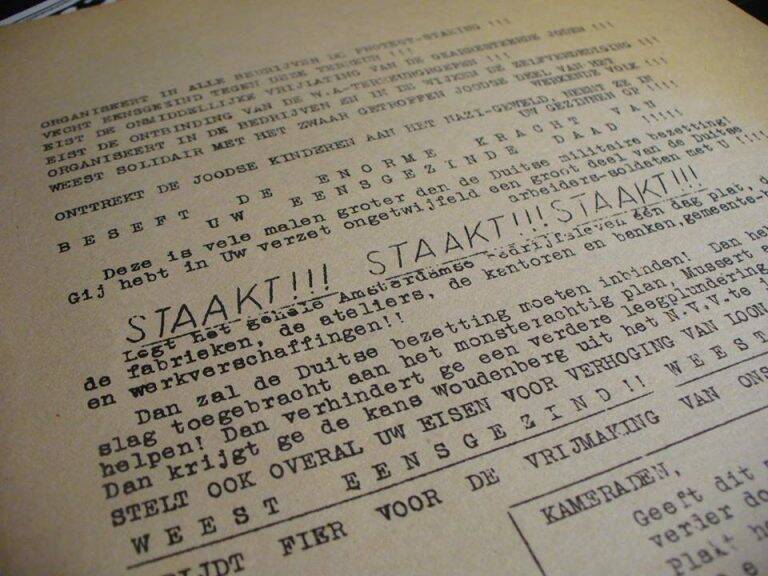 ORGANISEERT IN ALLE BEDRIJVEN DE PROTEST-STAKING !!!
VECHT EENSGEZIND TEGEN DEZE TERREUR !!!
EIST DE ONMIDDELLIJKE VRIJLATING VAN DE GEARRESTEERDE JODEN !!!
EIST DE ONTBINDING VAN DE W.A.-TERREURGROEPEN !!!
ORGANISEERT IN DE BEDRIJVEN EN IN DE WIJKEN DE ZELFVERDEDIGING !!!
WEEST SOLIDAIR MET HET ZWAAR GETROFFEN JOODSE DEEL VAN HET
WERKENDE VOLK !!!
ONTTREKT DE JOODSE KINDEREN AAN HET NAZI-GEWELD, NEEMT ZE IN
UW GEZINNEN OP !!!!
BESEFT DE ENORME KRACHT VAN
UW EENSGEZINDE DAAD !!!!!
Deze is vele malen groter dan de Duitse militaire bezetting!
Gij hebt in Uw verzet ongetwijfeld een groot deel van de Duitse
arbeiders-soldaten met U !!!!
STAAKT!!! STAAKT!!! STAAKT!!!
Legt het gehele Amsterdamse bedrijfsleven één dag plat, de
de fabrieken, de ateliers, de kantoren en banken, gemeente-
en werkverschaffingen!!
Dan zal de Duitse bezetting moeten inbinden! Dan
slag toegebracht aan het monsterachtig plan, Mussert
helpen! Dan verhindert ge een verdere leegplundering
Dan krijgt ge de kans Woudenberg uit het N.V.V. te
STELT OOK OVERAL UW EISEN VOOR VERHOGING VAN LOON
WEEST EENSGEZIND!! WEEST
FIER VOOR DE VRIJMAKING VAN ONS
KAMERADEN,
Geeft dit
verder
Plakt